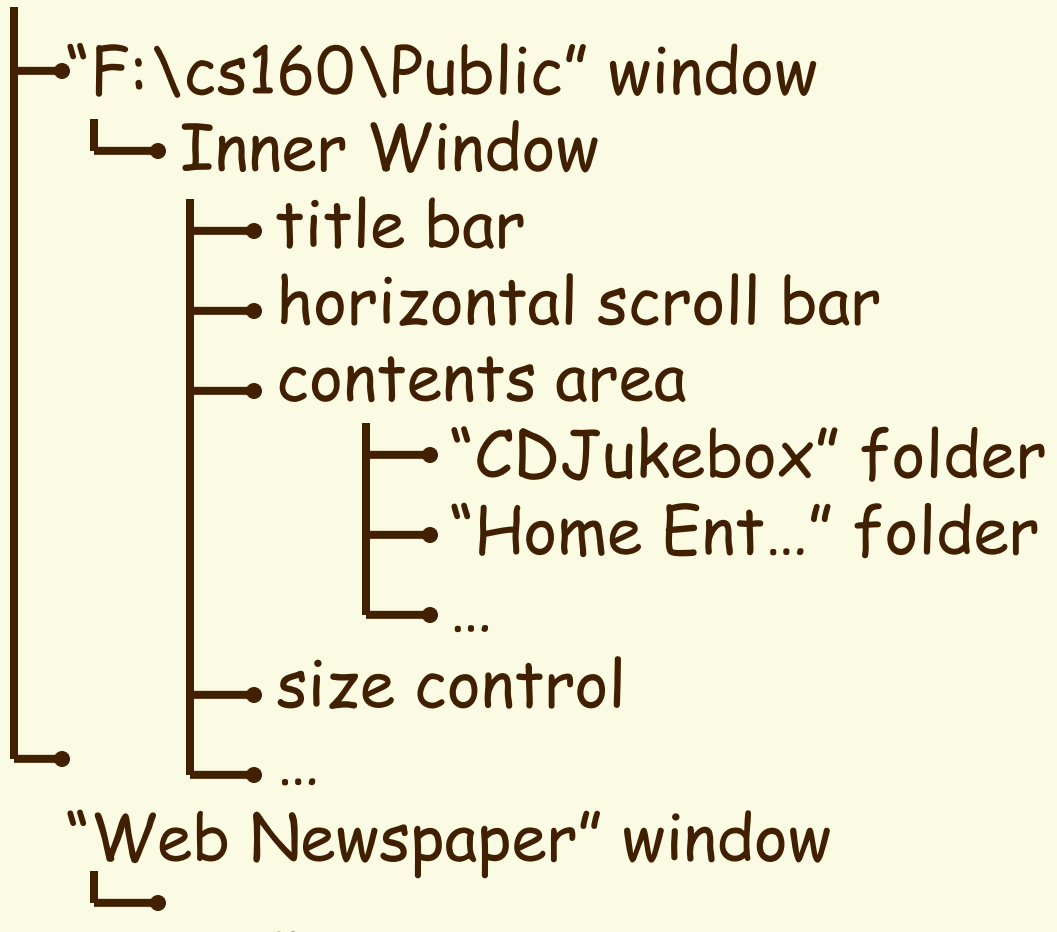 “F:\cs160\Public” window
Inner Window
title bar
horizontal scroll bar
contents area
“CDJukebox” folder
“Home Ent…” folder
…
size control
…
“Web Newspaper” window